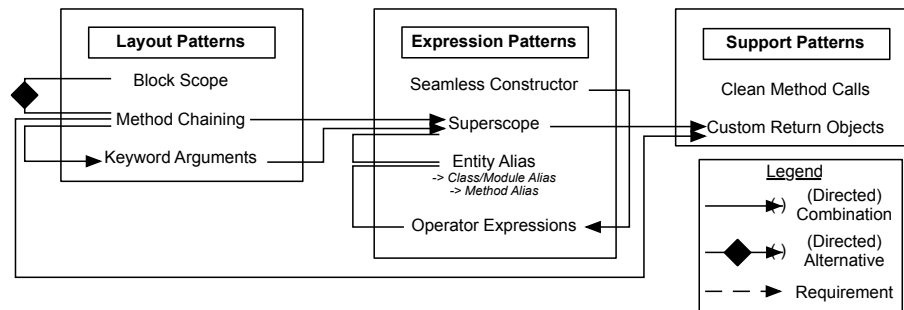 Layout Patterns
Block Scope
Method Chaining
Keyword Arguments
Expression Patterns
Seamless Constructor
Superscope
Entity Alias
-> Class/Module Alias
-> Method Alias
Operator Expressions
Support Patterns
Clean Method Calls
Custom Return Objects
Legend
( )
(Directed)
Combination
( )
(Directed)
Alternative
Requirement